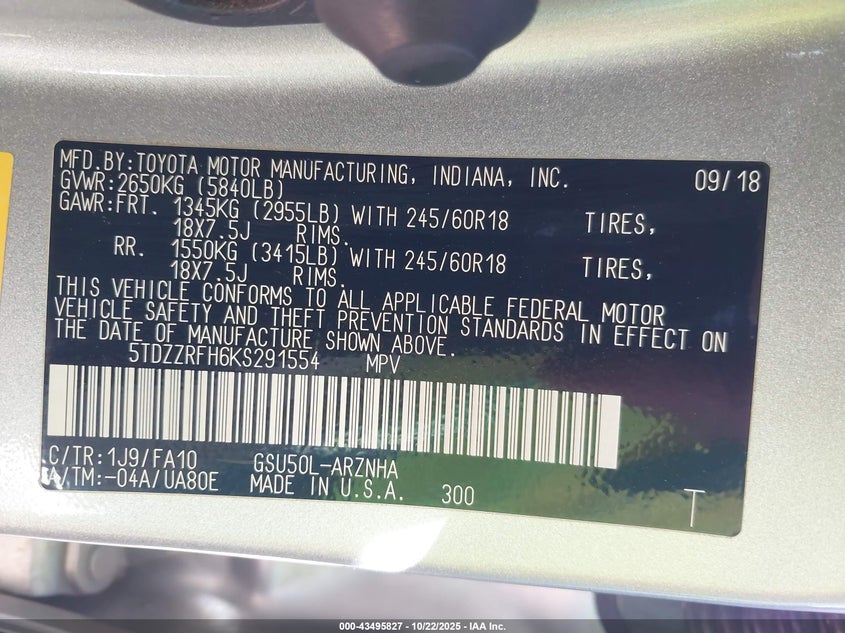 MFD.BY:TOYOTA MOTOR MANUFACTURING, INDIANA, INC. 09/18
GVWR:2650KG (5840LB)
GAWR:FRT. 1345KG (2955LB) WITH 245/60R18 TIRES,
18X7.5J RIMS.
RR. 1550KG (3415LB) WITH 245/60R18 TIRES,
18X7.5J RIMS.
THIS VEHICLE CONFORMS TO ALL APPLICABLE FEDERAL MOTOR
VEHICLE SAFETY AND THEFT PREVENTION STANDARDS IN EFFECT ON
THE DATE OF MANUFACTURE SHOWN ABOVE.
5TDZZRFH6KS291554 MPV
C/TR:1J9/FA10 GSU50L-ARZNHA
A/TM:-04A/UA80E MADE IN U.S.A. 300 T
000-43495827 - 10/22/2025 - IAA Inc.